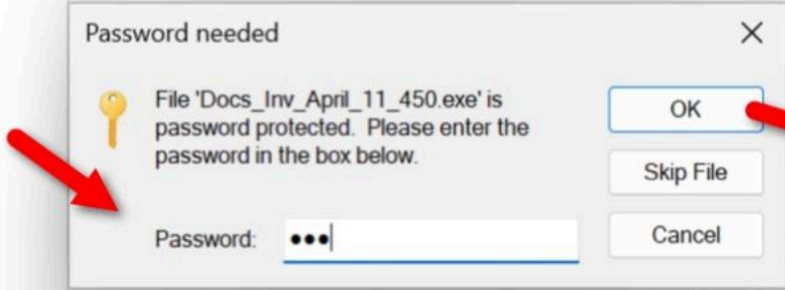 Password needed
File 'Docs_Inv_April_11_450.exe' is
password protected. Please enter the
password in the box below.
OK
Skip File
Password: •••
Cancel